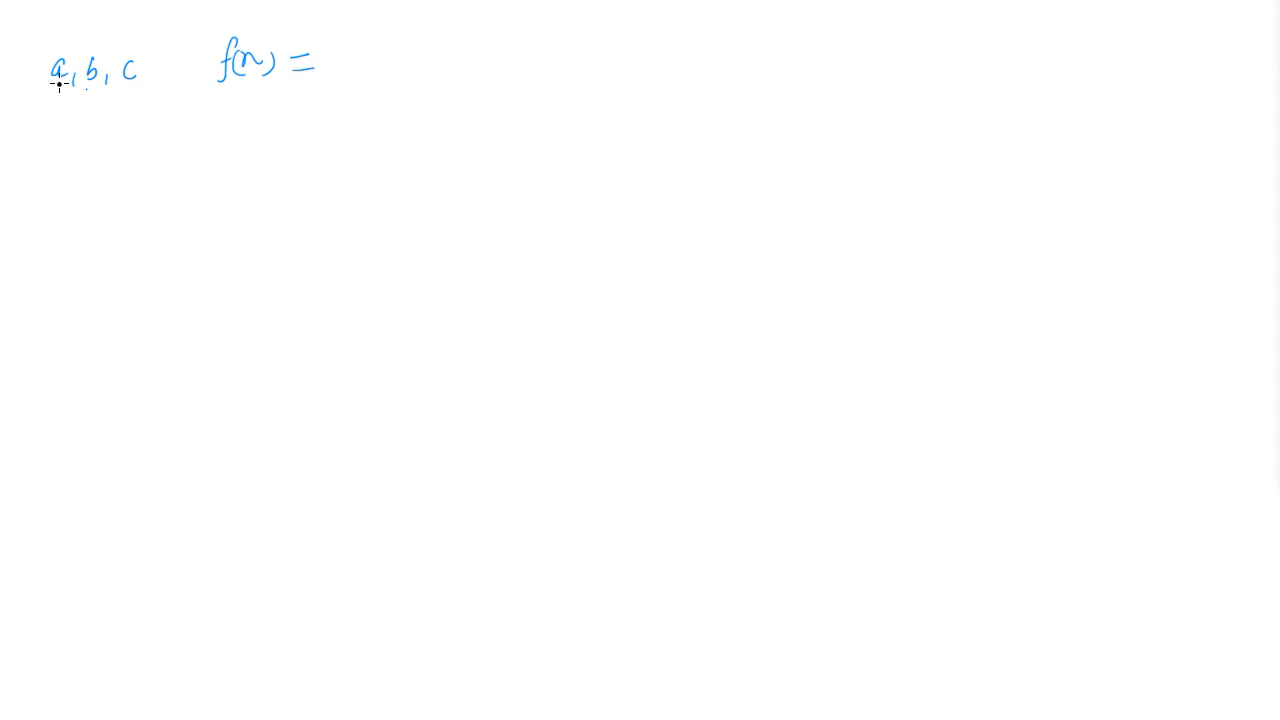 a, b, c f(n) =